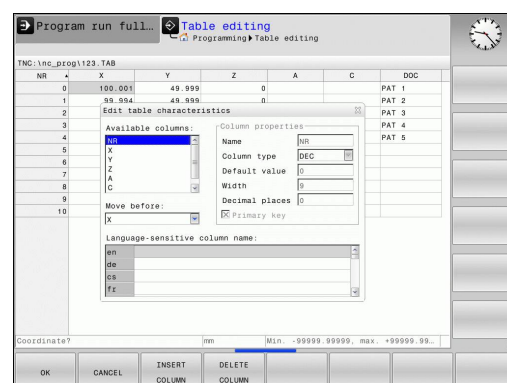 Program run full... Table editing
Programming Table editing
TNC:\nc_prog\123.TAB
NR X Y Z A C DOC
0 100.001 49.999 0 PAT 1
1 99.994 49.999 0 PAT 2
2 PAT 3
3 PAT 4
4 PAT 5
5
6
7
8
9
10
Edit table characteristics
Available columns:
NR
X
Y
Z
A
C
Move before:
X
Column properties
Name NR
Column type DEC
Default value 0
Width 9
Decimal places 0
Primary key
Language-sensitive column name:
en
de
cs
fr
Coordinate? mm Min. -99999.99999, max. +99999.99...
OK CANCEL INSERT COLUMN DELETE COLUMN